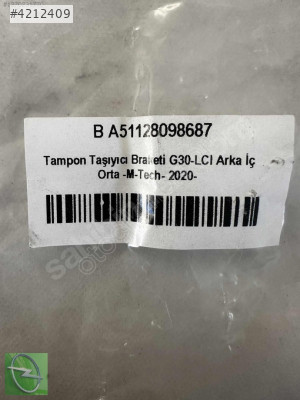 #4212409
B A51128098687
Tampon Taşıyıcı Braketi G30-LCI Arka İç
Orta -M-Tech- 2020-